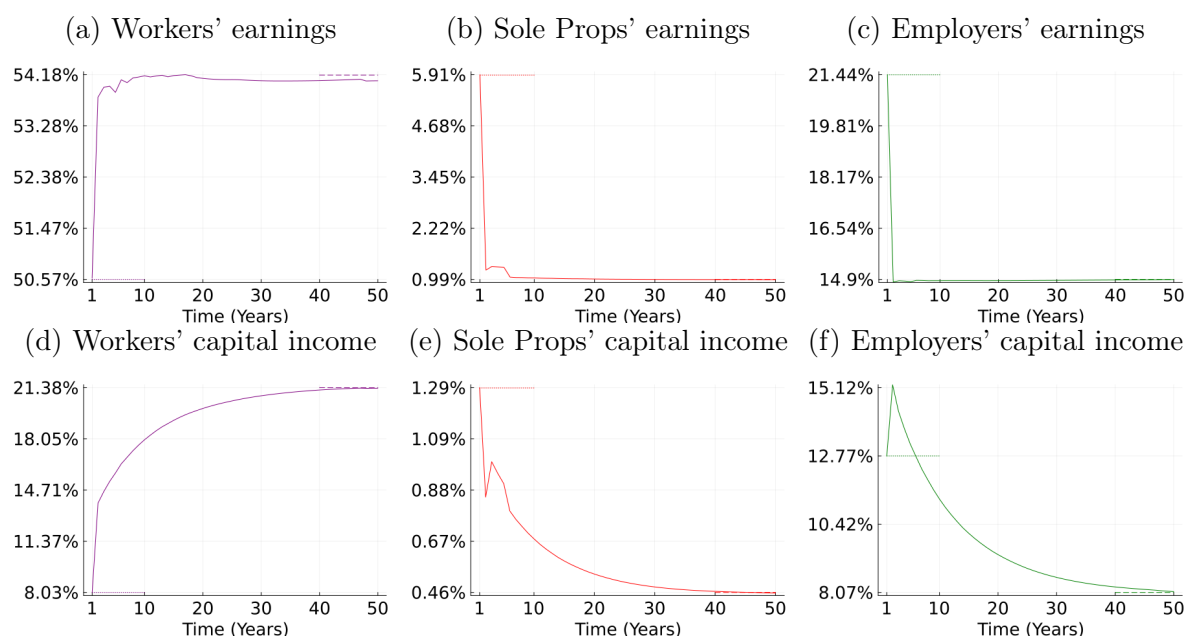 (a) Workers' earnings
54.18%
53.28%
52.38%
51.47%
50.57%
1 10 20 30 40 50
Time (Years)
(b) Sole Props' earnings
5.91%
4.68%
3.45%
2.22%
0.99%
1 10 20 30 40 50
Time (Years)
(c) Employers' earnings
21.44%
19.81%
18.17%
16.54%
14.9%
1 10 20 30 40 50
Time (Years)
(d) Workers' capital income
21.38%
18.05%
14.71%
11.37%
8.03%
1 10 20 30 40 50
Time (Years)
(e) Sole Props' capital income
1.29%
1.09%
0.88%
0.67%
0.46%
1 10 20 30 40 50
Time (Years)
(f) Employers' capital income
15.12%
12.77%
10.42%
8.07%
1 10 20 30 40 50
Time (Years)